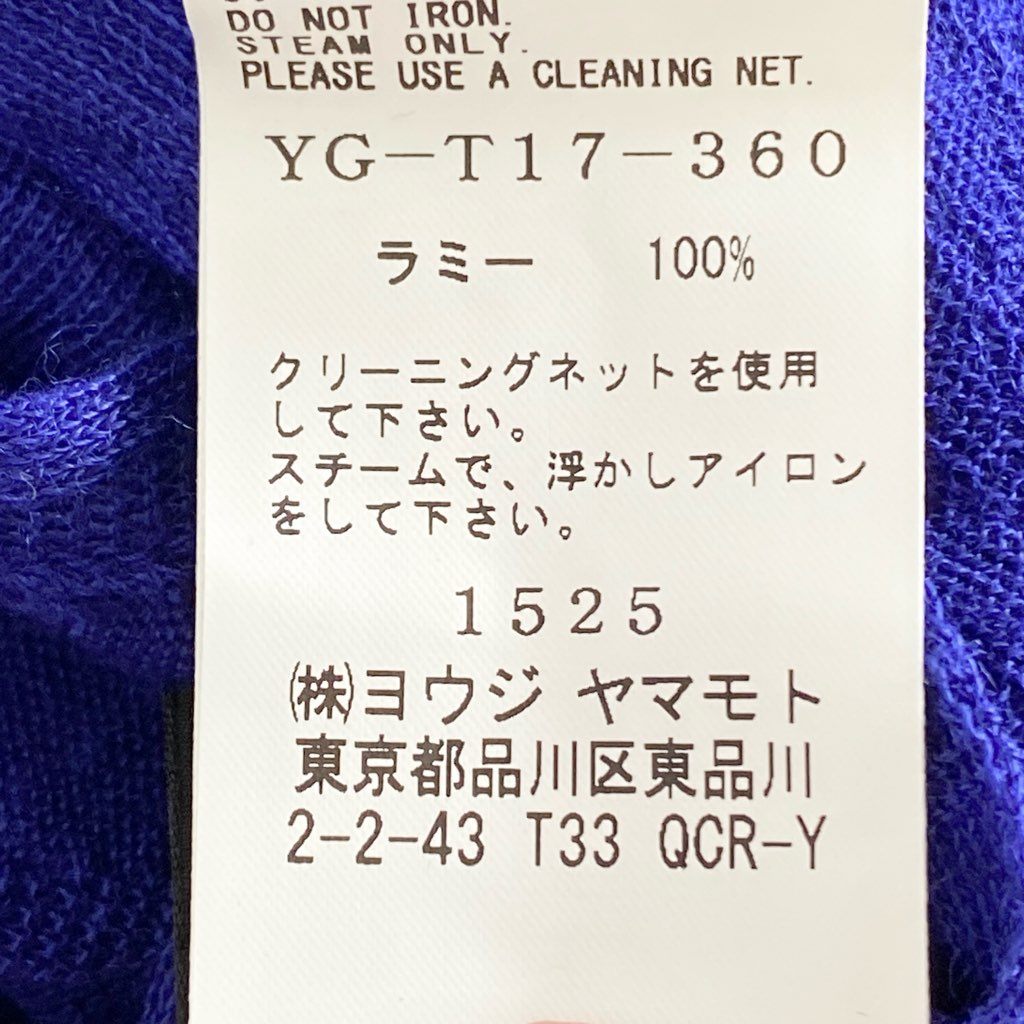 DO NOT IRON.
STEAM ONLY.
PLEASE USE A CLEANING NET.
YG-T17-360
ラミー 100%
クリーニングネットを使用
して下さい。
スチームで、浮かしアイロン
をして下さい。
1525
㈱ヨウジ ヤマモト
東京都品川区東品川
2-2-43 T33 QCR-Y